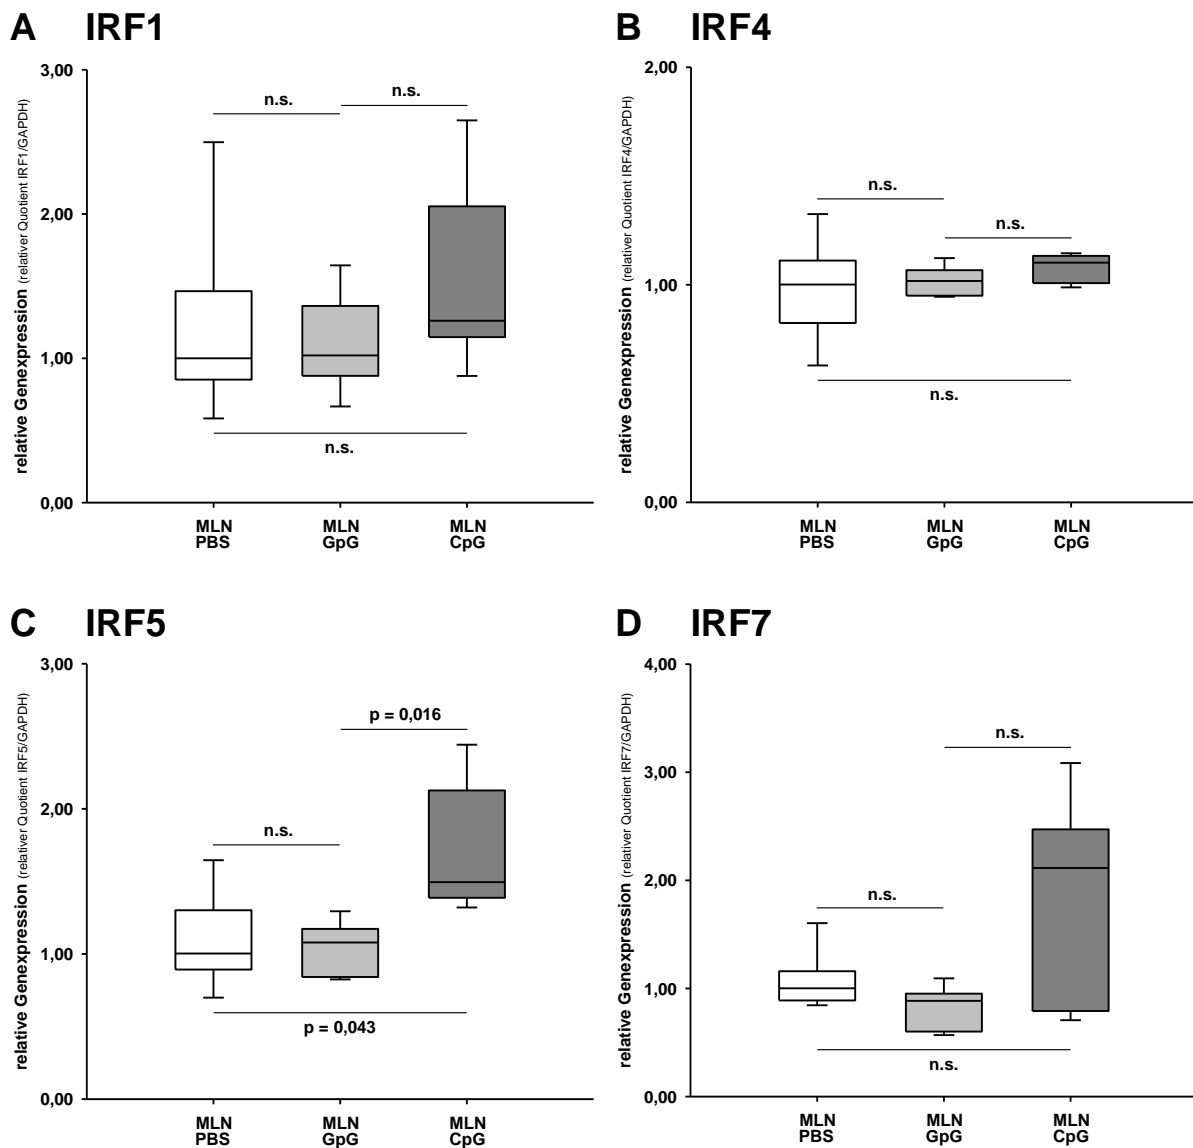 A IRF1
relative Genexpression (relativer Quotient IRF1/GAPDH)
3,00
2,00
1,00
0,00
n.s.
n.s.
n.s.
MLN
PBS
MLN
GpG
MLN
CpG
B IRF4
relative Genexpression (relativer Quotient IRF4/GAPDH)
2,00
1,00
0,00
n.s.
n.s.
n.s.
MLN
PBS
MLN
GpG
MLN
CpG
C IRF5
relative Genexpression (relativer Quotient IRF5/GAPDH)
3,00
2,00
1,00
0,00
p = 0,016
n.s.
p = 0,043
MLN
PBS
MLN
GpG
MLN
CpG
D IRF7
relative Genexpression (relativer Quotient IRF7/GAPDH)
4,00
3,00
2,00
1,00
0,00
n.s.
n.s.
n.s.
MLN
PBS
MLN
GpG
MLN
CpG